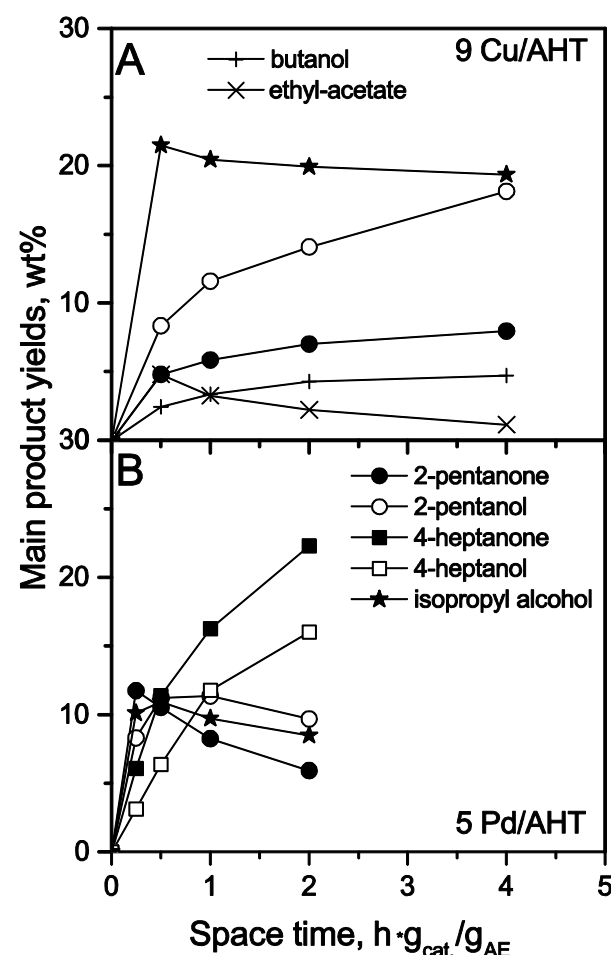 30
A
9 Cu/AHT
butanol
ethyl-acetate
20
10
Main product yields, wt%
30
B
2-pentanone
2-pentanol
4-heptanone
4-heptanol
isopropyl alcohol
20
10
5 Pd/AHT
0
0 1 2 3 4 5
Space time, h*gcat./gAE